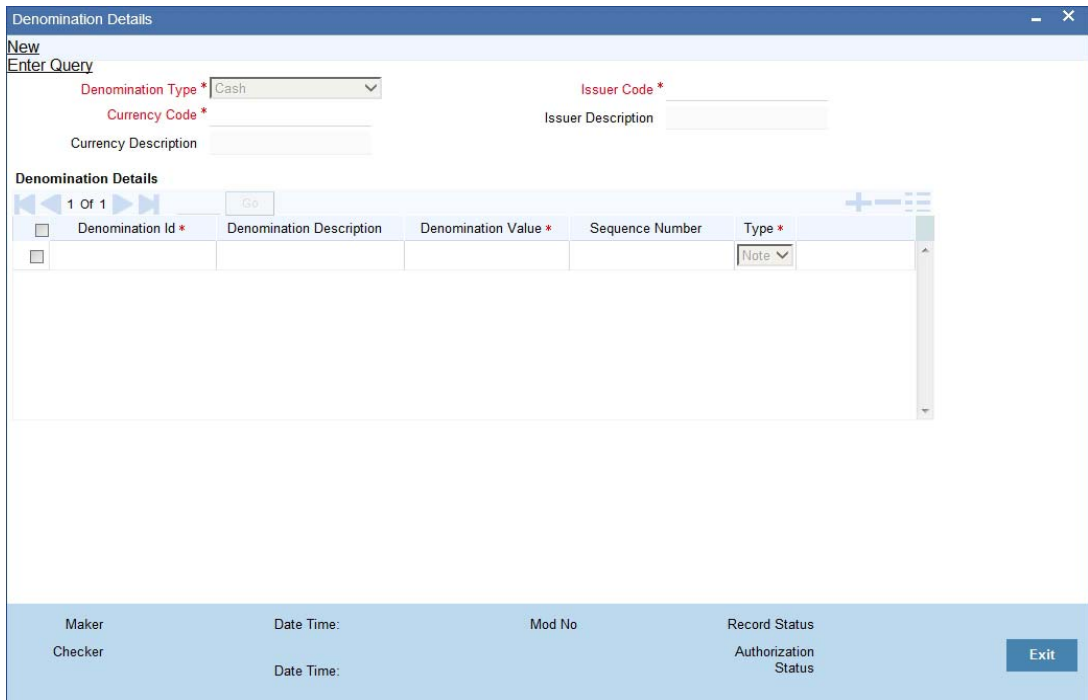 Denomination Details
New
Enter Query
Denomination Type * Cash
Issuer Code *
Currency Code *
Issuer Description
Currency Description
Denomination Details
1 Of 1 Go
Denomination Id * Denomination Description Denomination Value * Sequence Number Type *
Note
Maker Date Time: Mod No Record Status
Checker Date Time: Authorization Status
Exit